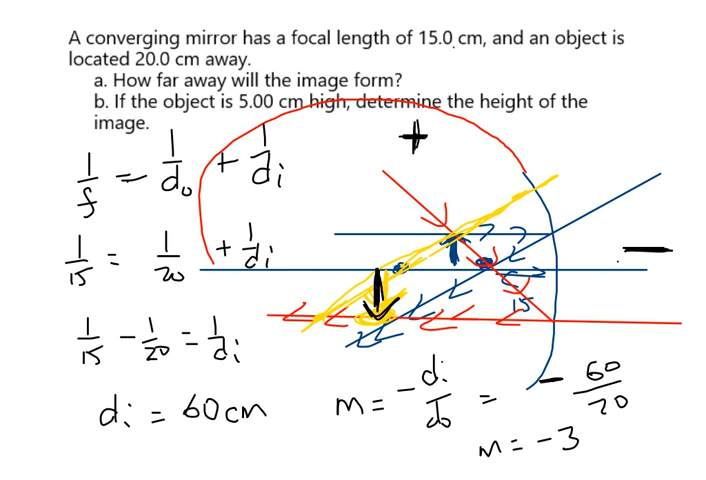 A converging mirror has a focal length of 15.0 cm, and an object is
located 20.0 cm away.
a. How far away will the image form?
b. If the object is 5.00 cm high, determine the height of the
image.
+
1/f = 1/do + 1/di
1/15 = 1/20 + 1/di
−
15
1/15 - 1/20 = 1/di
di = 60cm
m = -di/do = -60/20
m = -3